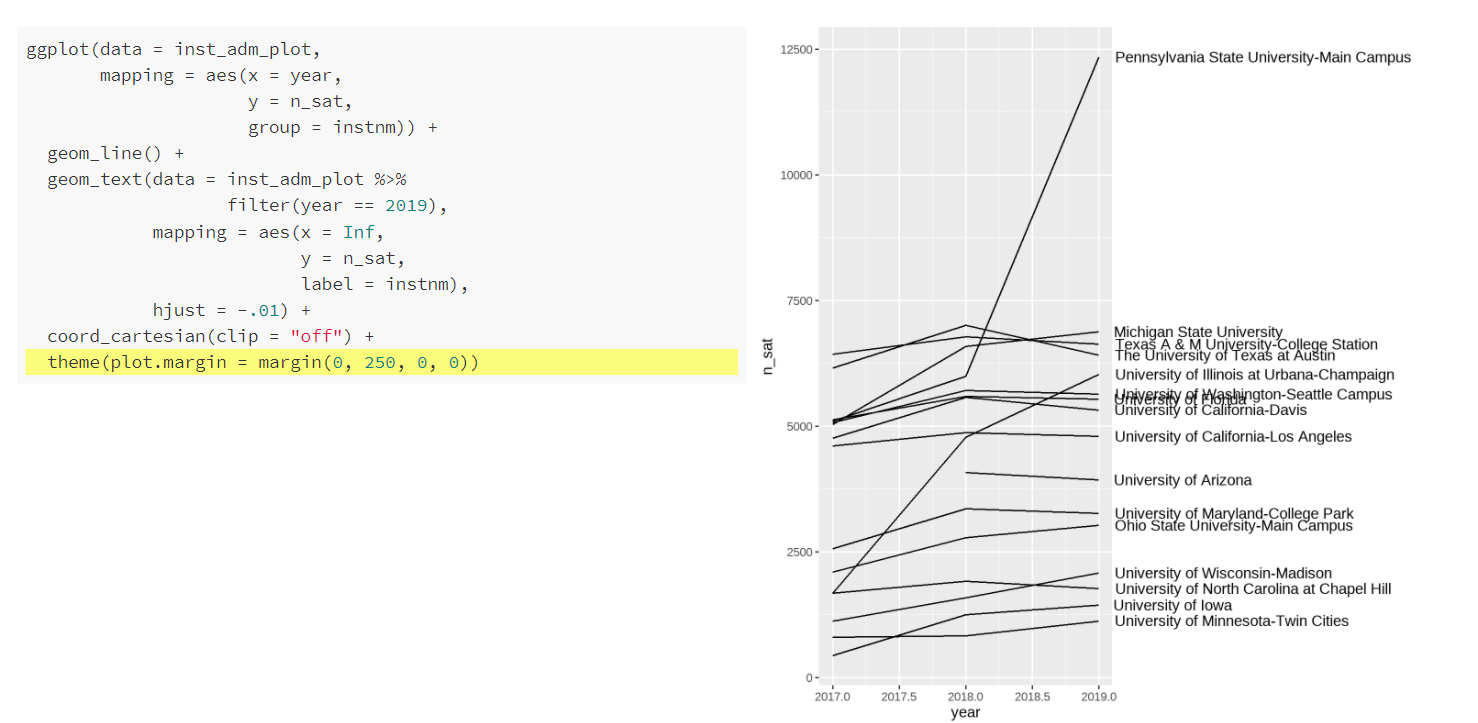 ggplot(data = inst_adm_plot,
mapping = aes(x = year,
y = n_sat,
group = instnm)) +
geom_line() +
geom_text(data = inst_adm_plot %>%
filter(year == 2019),
mapping = aes(x = Inf,
y = n_sat,
label = instnm),
hjust = -.01) +
coord_cartesian(clip = "off") +
theme(plot.margin = margin(0, 250, 0, 0))
n_sat
12500
10000
7500
5000
2500
0
Pennsylvania State University-Main Campus
Michigan State University
Texas A & M University-College Station
The University of Texas at Austin
University of Illinois at Urbana-Champaign
University of Washington-Seattle Campus
University of Florida
University of California-Davis
University of California-Los Angeles
University of Arizona
University of Maryland-College Park
Ohio State University-Main Campus
University of Wisconsin-Madison
University of North Carolina at Chapel Hill
University of Iowa
University of Minnesota-Twin Cities
2017.0 2017.5 2018.0 2018.5 2019.0
year